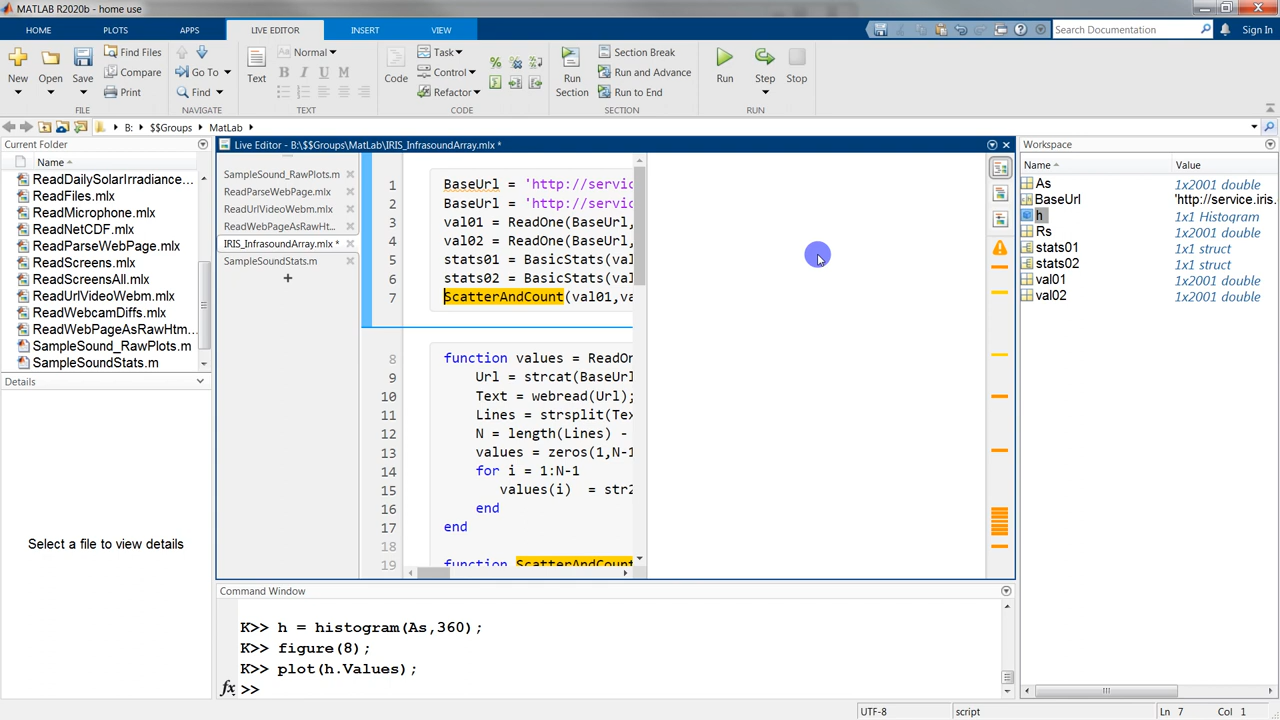 MATLAB R2020b - home use
HOME PLOTS APPS LIVE EDITOR INSERT VIEW
Search Documentation
Sign In
New Open Save
Find Files
Compare
Print
Go To
Find
Text
Normal
B I U M
Code
Task
Control
Refactor
Run Section
Section Break
Run and Advance
Run to End
Run Step Stop
FILE NAVIGATE TEXT CODE SECTION RUN
B: $$Groups MatLab
Current Folder
Name
ReadDailySolarIrradiance...
ReadFiles.mlx
ReadMicrophone.mlx
ReadNetCDF.mlx
ReadParseWebPage.mlx
ReadScreens.mlx
ReadScreensAll.mlx
ReadUrlVideoWebm.mlx
ReadWebcamDiffs.mlx
ReadWebPageAsRawHtm...
SampleSound_RawPlots.m
SampleSoundStats.m
Details
Select a file to view details
Live Editor - B:\$$Groups\MatLab\IRIS_InfrasoundArray.mlx *
SampleSound_RawPlots.m
ReadParseWebPage.mlx
ReadUrlVideoWebm.mlx
ReadWebPageAsRawHt...
IRIS_InfrasoundArray.mlx *
SampleSoundStats.m
1 BaseUrl = 'http://servic
2 BaseUrl = 'http://servic
3 val01 = ReadOne(BaseUrl,
4 val02 = ReadOne(BaseUrl,
5 stats01 = BasicStats(val
6 stats02 = BasicStats(val
7 ScatterAndCount(val01,va
8 function values = ReadOn
9 Url = strcat(BaseUrl
10 Text = webread(Url);
11 Lines = strsplit(Tex
12 N = length(Lines) -
13 values = zeros(1,N-1
14 for i = 1:N-1
15 values(i) = str2
16 end
17 end
18
19 function ScatterAndCount
Command Window
K>> h = histogram(As,360);
K>> figure(8);
K>> plot(h.Values);
fx >>
Workspace
Name Value
As 1x2001 double
BaseUrl 'http://service.iris.
h 1x1 Histogram
Rs 1x2001 double
stats01 1x1 struct
stats02 1x1 struct
val01 1x2001 double
val02 1x2001 double
UTF-8 script Ln 7 Col 1